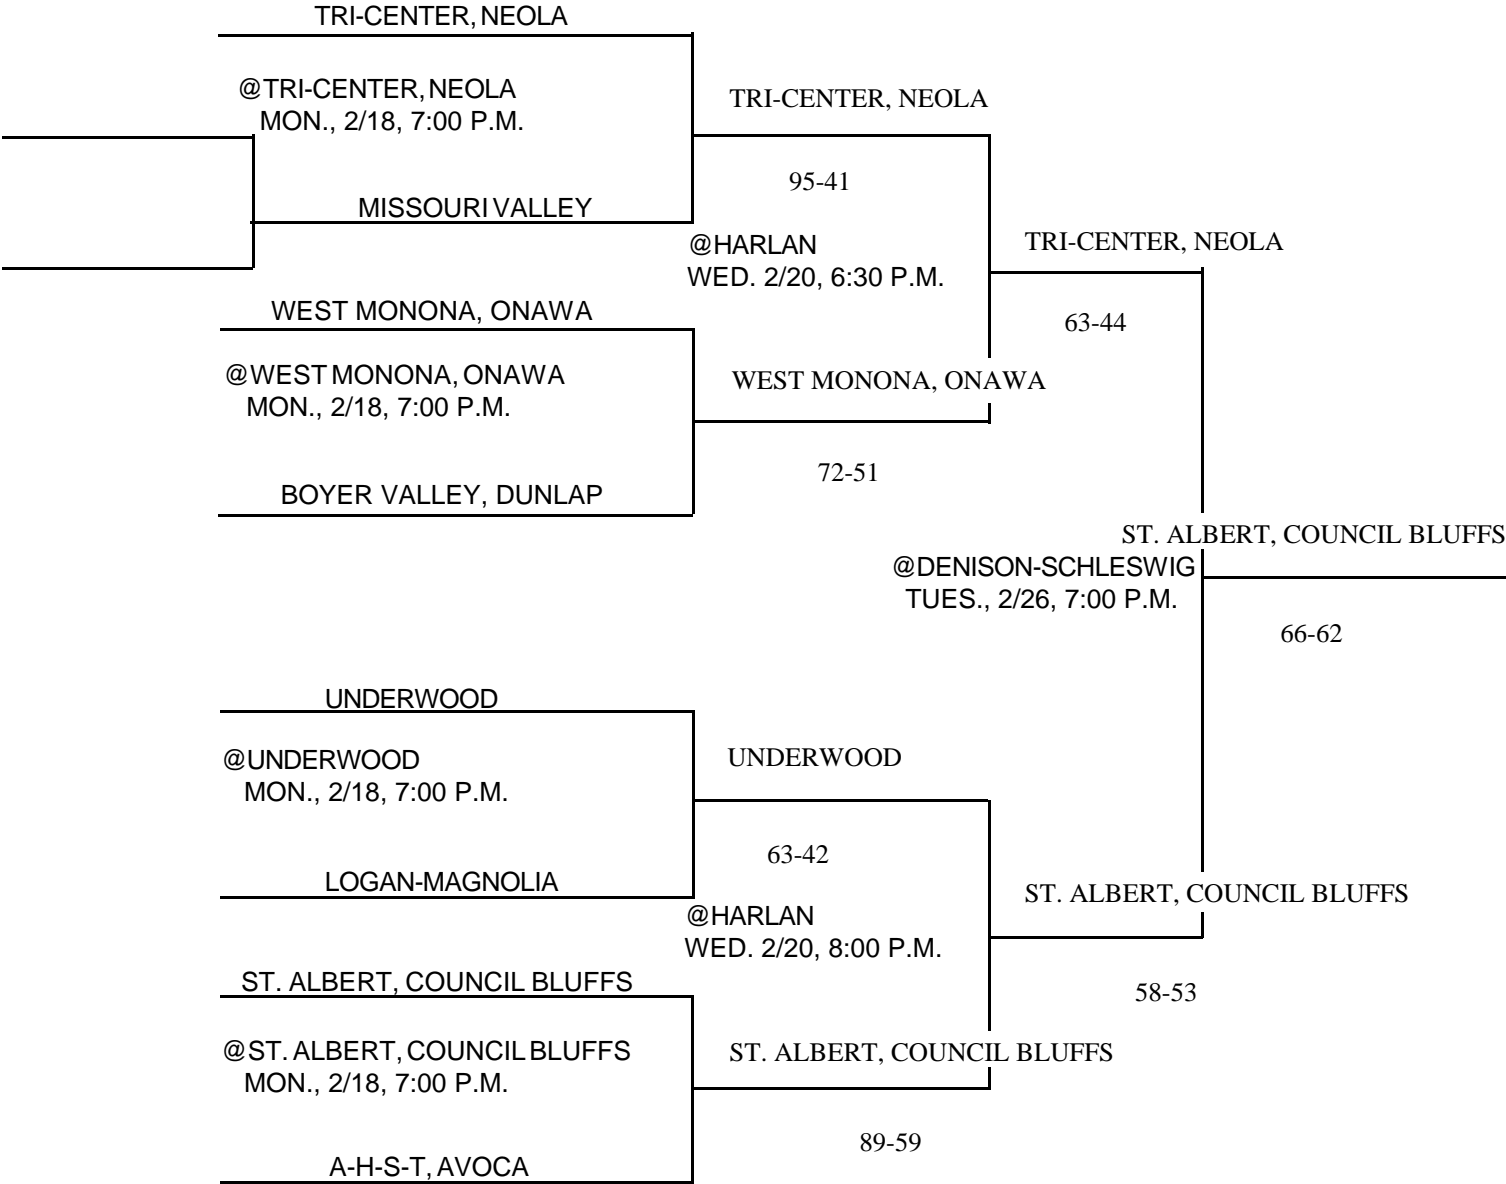 TRI-CENTER, NEOLA
@TRI-CENTER, NEOLA
MON., 2/18, 7:00 P.M.
TRI-CENTER, NEOLA
95-41
MISSOURI VALLEY
@HARLAN
WED. 2/20, 6:30 P.M.
TRI-CENTER, NEOLA
63-44
WEST MONONA, ONAWA
@WEST MONONA, ONAWA
MON., 2/18, 7:00 P.M.
WEST MONONA, ONAWA
72-51
BOYER VALLEY, DUNLAP
ST. ALBERT, COUNCIL BLUFFS
@DENISON-SCHLESWIG
TUES., 2/26, 7:00 P.M.
66-62
UNDERWOOD
@UNDERWOOD
MON., 2/18, 7:00 P.M.
UNDERWOOD
63-42
LOGAN-MAGNOLIA
@HARLAN
WED. 2/20, 8:00 P.M.
ST. ALBERT, COUNCIL BLUFFS
58-53
ST. ALBERT, COUNCIL BLUFFS
@ST. ALBERT, COUNCIL BLUFFS
MON., 2/18, 7:00 P.M.
ST. ALBERT, COUNCIL BLUFFS
89-59
A-H-S-T, AVOCA